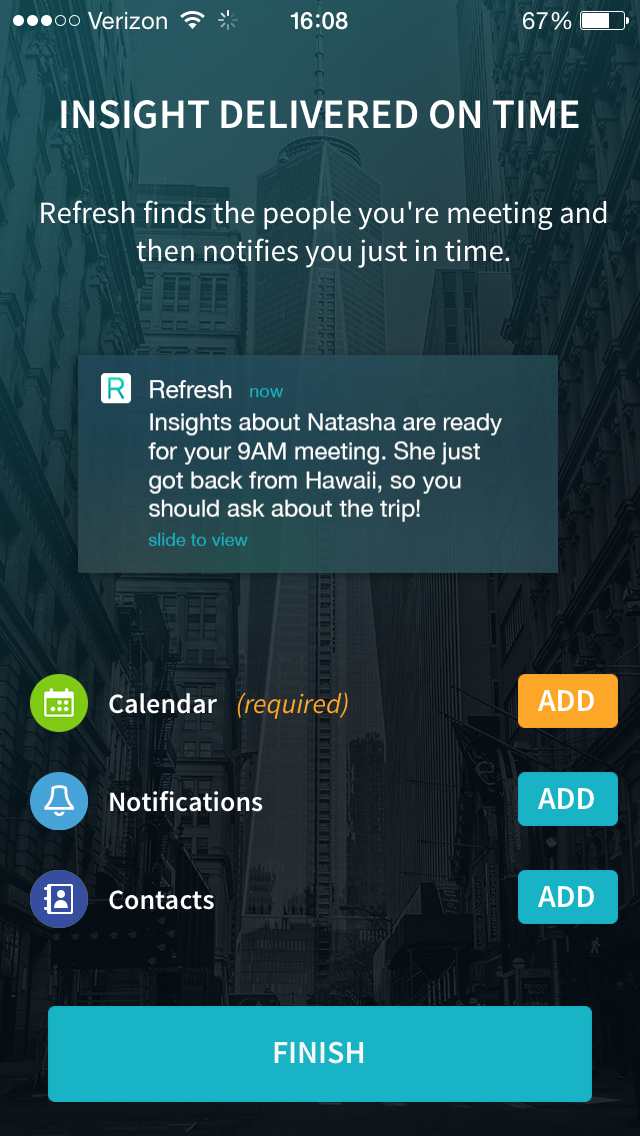 Verizon 16:08 67%
INSIGHT DELIVERED ON TIME
Refresh finds the people you're meeting and
then notifies you just in time.
R Refresh now
Insights about Natasha are ready
for your 9AM meeting. She just
got back from Hawaii, so you
should ask about the trip!
slide to view
Calendar (required) ADD
Notifications ADD
Contacts ADD
FINISH